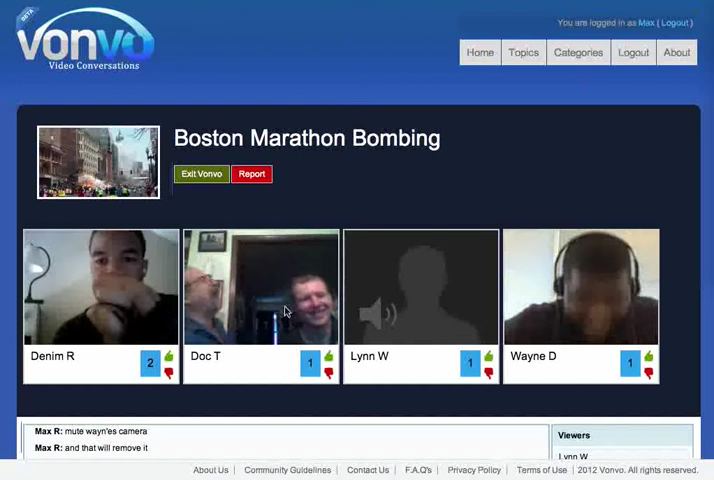 BETA
vonvo
Video Conversations
You are logged in as Max ( Logout )
Home Topics Categories Logout About
Boston Marathon Bombing
Exit Vonvo Report
Denim R 2 Doc T 1 Lynn W 1 Wayne D 1
Max R: mute wayn'es camera
Max R: and that will remove it
Viewers
Lynn W
About Us | Community Guidelines | Contact Us | F.A.Q's | Privacy Policy | Terms of Use | 2012 Vonvo. All rights reserved.